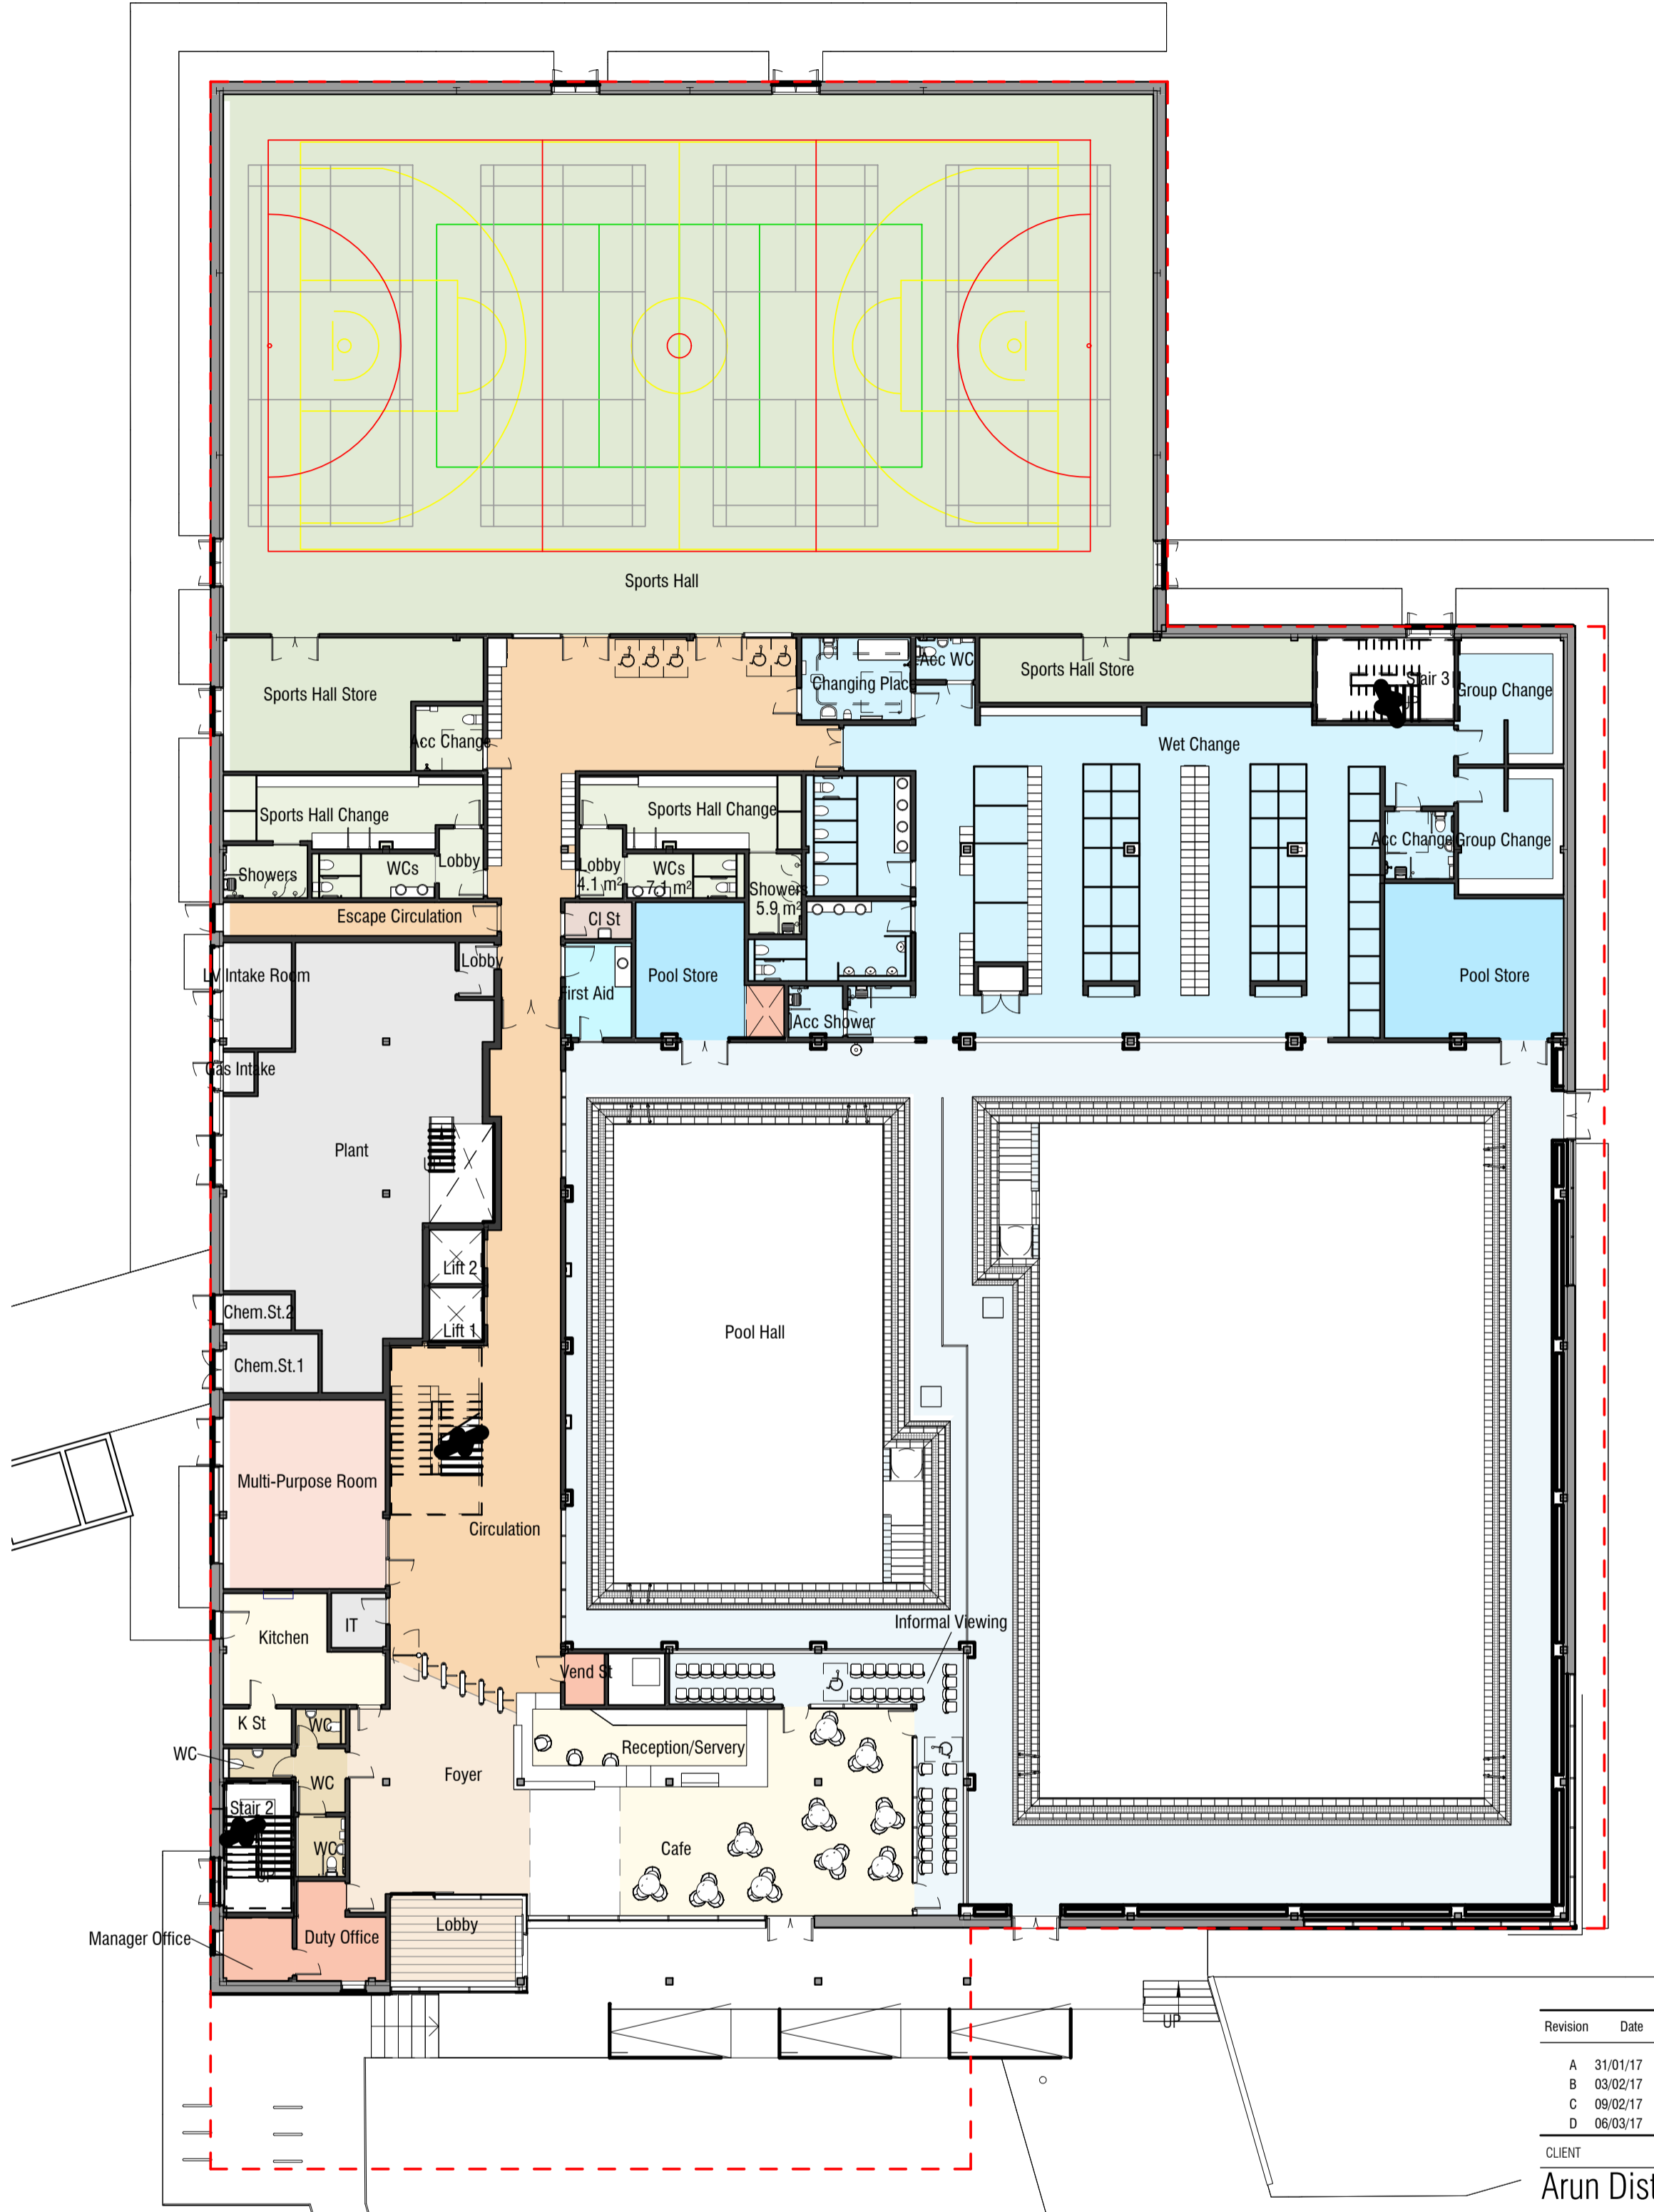 Sports Hall
Sports Hall Store
Acc Change
Changing Plac
Acc WC
Sports Hall Store
Stair 3
Group Change
Wet Change
Sports Hall Change
Sports Hall Change
Acc Change
Group Change
Showers
WCs
Lobby
Lobby
4.1 m²
WCs
7.1 m²
Showers
5.9 m²
Escape Circulation
Cl St
LV Intake Room
Lobby
First Aid
Pool Store
Acc Shower
Pool Store
Gas Intake
Plant
Lift 2
Lift 1
Chem.St.2
Chem.St.1
Pool Hall
Multi-Purpose Room
Circulation
Informal Viewing
Kitchen
IT
Vend St
K St
WC
WC
WC
Reception/Servery
Foyer
Stair 2
WC
Cafe
Manager Office
Duty Office
Lobby
UP
Revision Date
A 31/01/17
B 03/02/17
C 09/02/17
D 06/03/17
CLIENT
Arun Dist